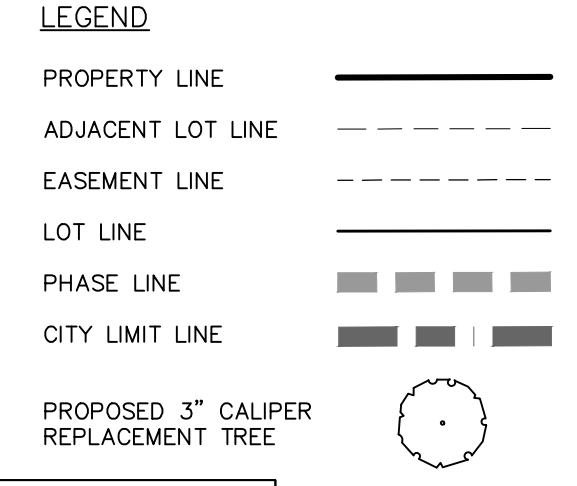 LEGEND
PROPERTY LINE
ADJACENT LOT LINE
EASEMENT LINE
LOT LINE
PHASE LINE
CITY LIMIT LINE
PROPOSED 3" CALIPER
REPLACEMENT TREE